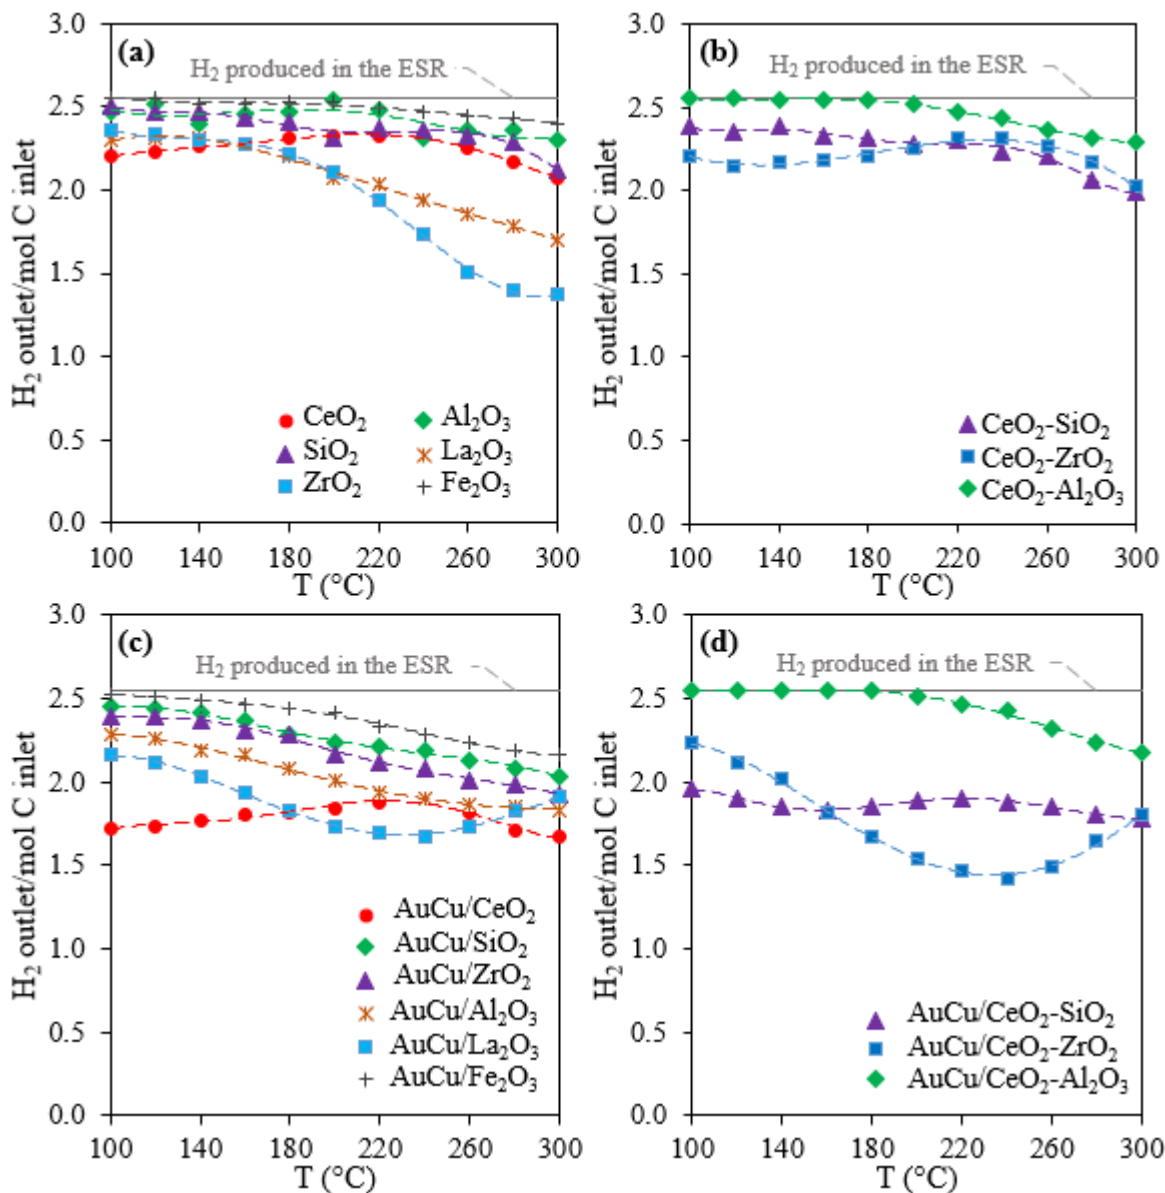 (a)
H₂ produced in the ESR
H₂ outlet/mol C inlet
3.0
2.5
2.0
1.5
1.0
0.5
0.0
CeO₂
Al₂O₃
SiO₂
La₂O₃
ZrO₂
Fe₂O₃
100 140 180 220 260 300
T (°C)
(b)
H₂ produced in the ESR
H₂ outlet/mol C inlet
3.0
2.5
2.0
1.5
1.0
0.5
0.0
CeO₂-SiO₂
CeO₂-ZrO₂
CeO₂-Al₂O₃
100 140 180 220 260 300
T (°C)
(c)
H₂ produced in the ESR
H₂ outlet/mol C inlet
3.0
2.5
2.0
1.5
1.0
0.5
0.0
AuCu/CeO₂
AuCu/SiO₂
AuCu/ZrO₂
AuCu/Al₂O₃
AuCu/La₂O₃
AuCu/Fe₂O₃
100 140 180 220 260 300
T (°C)
(d)
H₂ produced in the ESR
H₂ outlet/mol C inlet
3.0
2.5
2.0
1.5
1.0
0.5
0.0
AuCu/CeO₂-SiO₂
AuCu/CeO₂-ZrO₂
AuCu/CeO₂-Al₂O₃
100 140 180 220 260 300
T (°C)